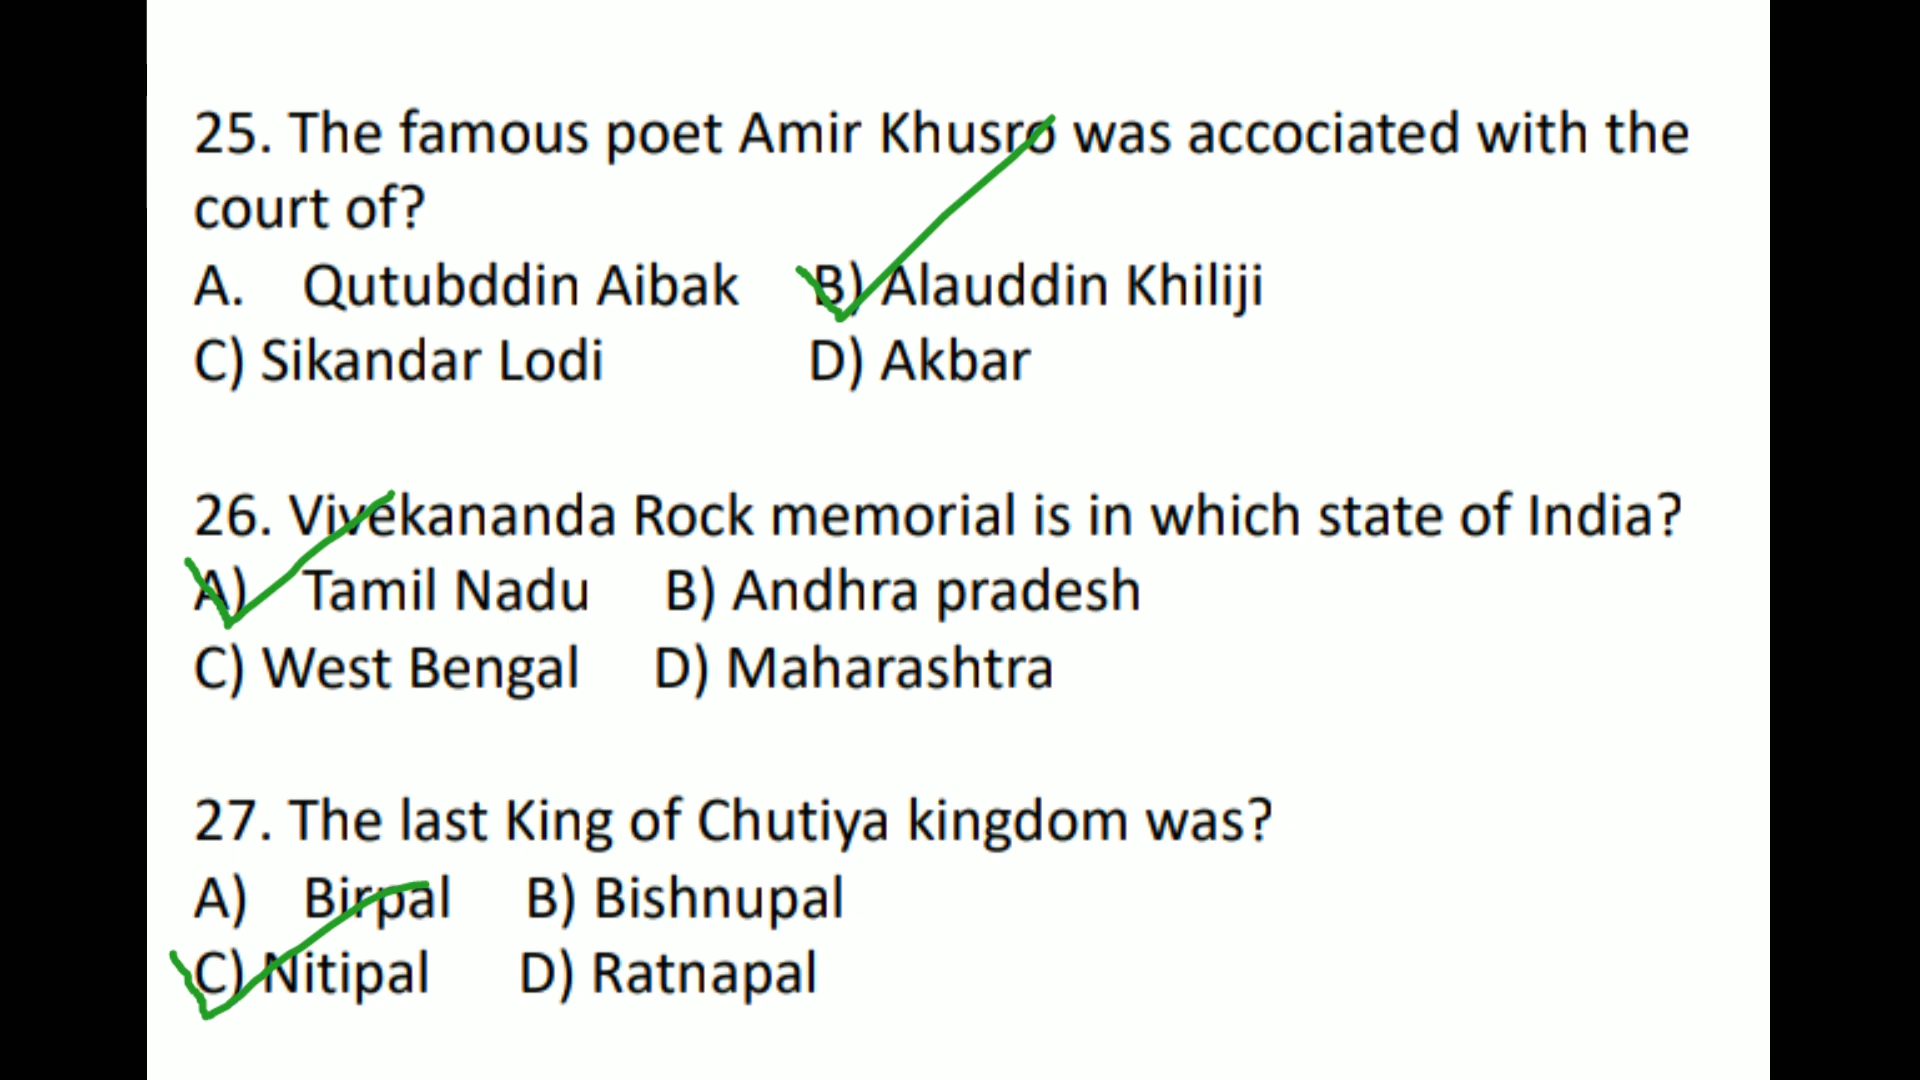 25. The famous poet Amir Khusro was accociated with the
court of?
A. Qutubddin Aibak B) Alauddin Khiliji
C) Sikandar Lodi D) Akbar
26. Vivekananda Rock memorial is in which state of India?
A) Tamil Nadu B) Andhra pradesh
C) West Bengal D) Maharashtra
27. The last King of Chutiya kingdom was?
A) Birpal B) Bishnupal
C) Nitipal D) Ratnapal